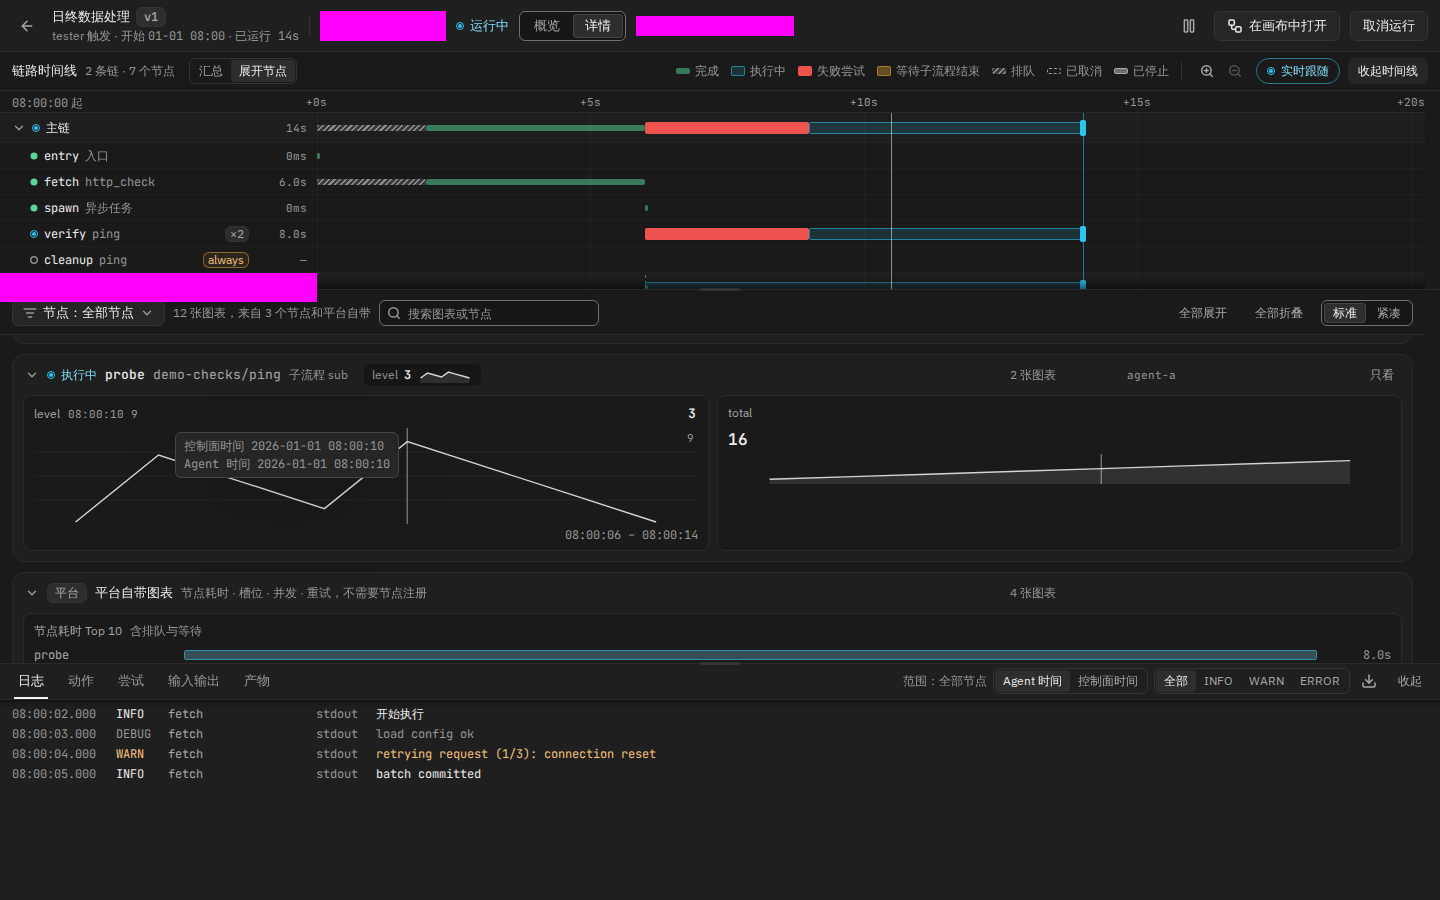 日终数据处理 v1
tester 触发 · 开始 01-01 08:00 · 已运行 14s
运行中 概览 详情
在画布中打开 取消运行
链路时间线 2 条链 · 7 个节点 汇总 展开节点
完成 执行中 失败尝试 等待子流程结束 排队 已取消 已停止
实时跟随 收起时间线
08:00:00 起 +0s +5s +10s +15s +20s
主链 14s
entry 入口 0ms
fetch http_check 6.0s
spawn 异步任务 0ms
verify ping ×2 8.0s
cleanup ping always —
节点：全部节点 12 张图表，来自 3 个节点和平台自带 搜索图表或节点 全部展开 全部折叠 标准 紧凑
执行中 probe demo-checks/ping 子流程 sub level 3 2 张图表 agent-a 只看
level 08:00:10 9 3
9
控制面时间 2026-01-01 08:00:10
Agent 时间 2026-01-01 08:00:10
08:00:06 – 08:00:14
total
16
平台 平台自带图表 节点耗时 · 槽位 · 并发 · 重试，不需要节点注册 4 张图表
节点耗时 Top 10 含排队与等待
probe 8.0s
日志 动作 尝试 输入输出 产物 范围：全部节点 Agent 时间 控制面时间 全部 INFO WARN ERROR 收起
08:00:02.000 INFO fetch stdout 开始执行
08:00:03.000 DEBUG fetch stdout load config ok
08:00:04.000 WARN fetch stdout retrying request (1/3): connection reset
08:00:05.000 INFO fetch stdout batch committed